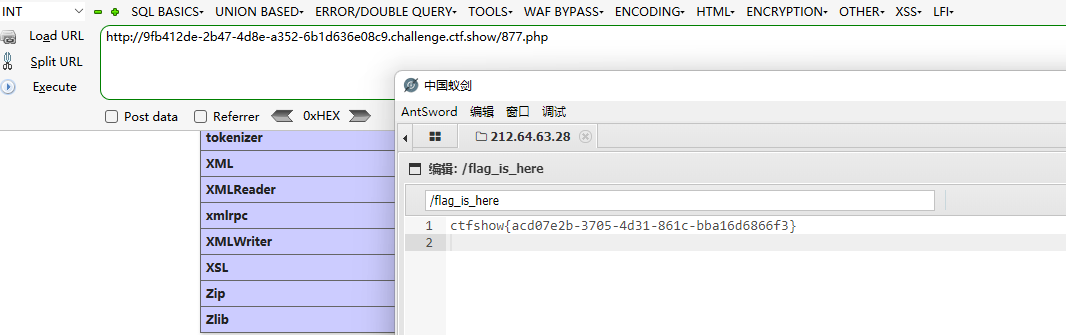 INT SQL BASICS UNION BASED ERROR/DOUBLE QUERY TOOLS WAF BYPASS ENCODING HTML ENCRYPTION OTHER XSS LFI
Load URL
http://9fb412de-2b47-4d8e-a352-6b1d636e08c9.challenge.ctf.show/877.php
Split URL
Execute
Post data Referrer 0xHEX
tokenizer
XML
XMLReader
xmlrpc
XMLWriter
XSL
Zip
Zlib
中国蚁剑
AntSword 编辑 窗口 调试
212.64.63.28
编辑: /flag_is_here
/flag_is_here
1 ctfshow{acd07e2b-3705-4d31-861c-bba16d6866f3}
2